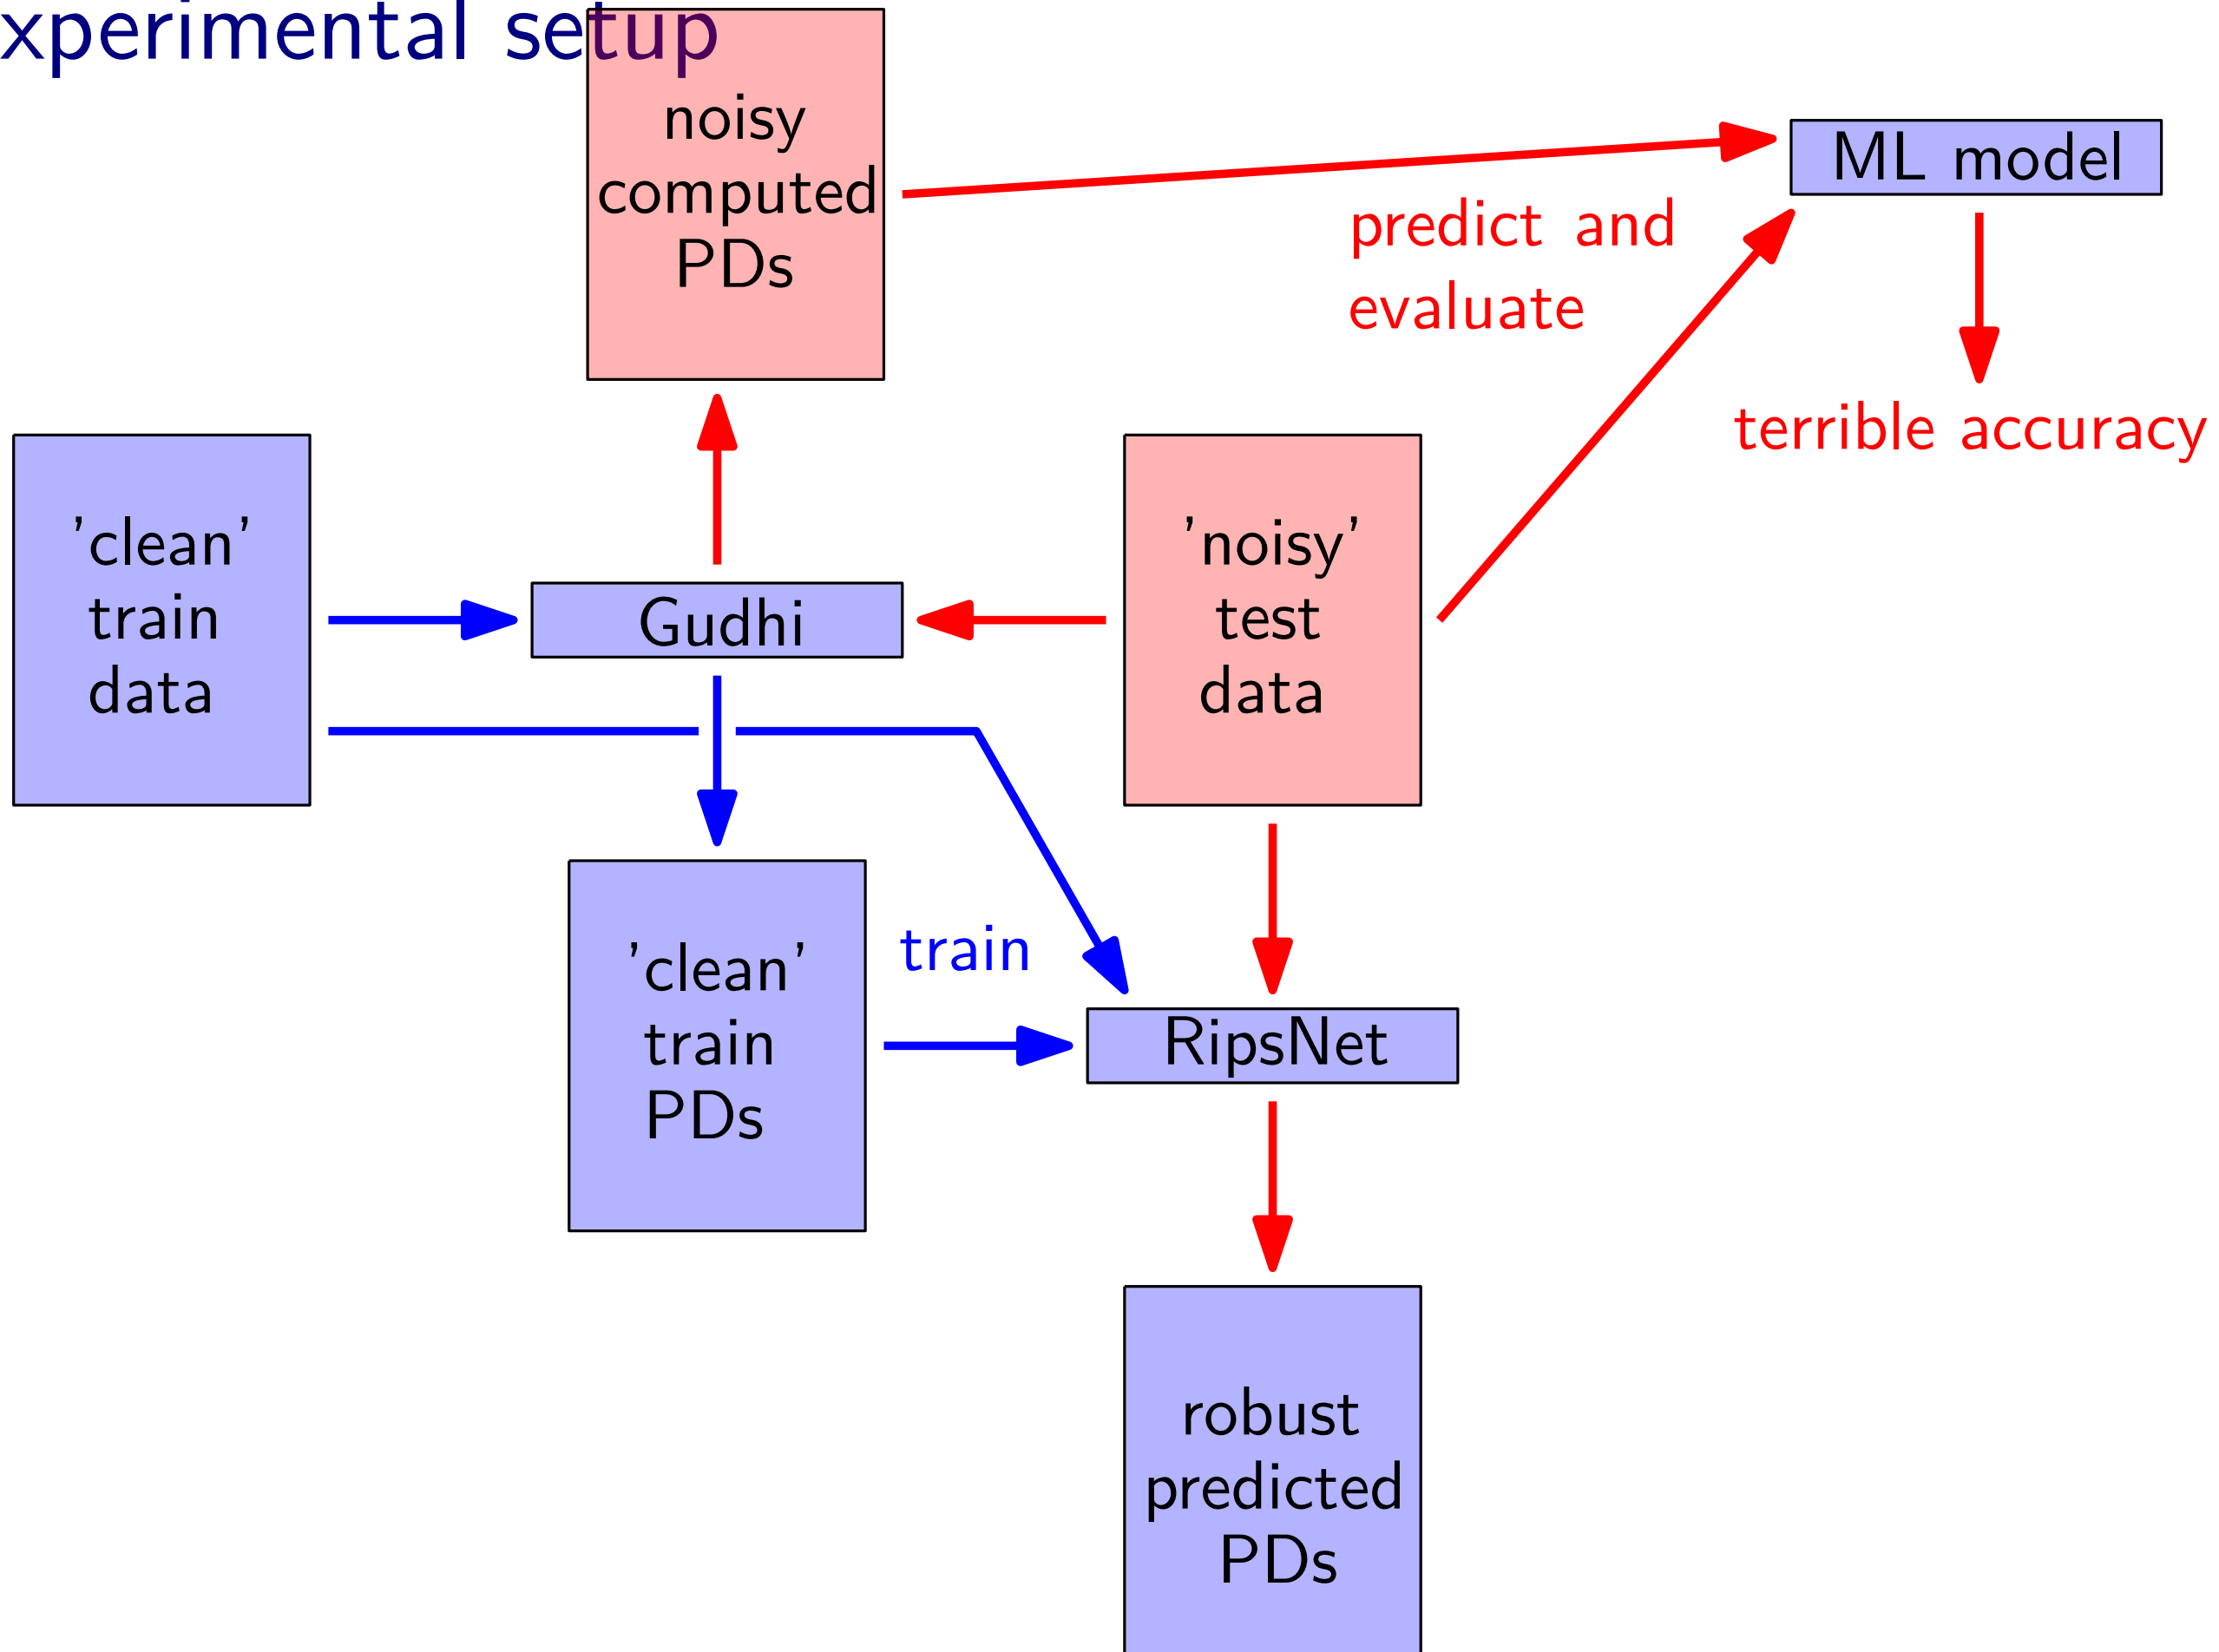 xperimental setup
noisy
computed
PDs
ML model
predict and
evaluate
terrible accuracy
'clean'
train
data
Gudhi
'noisy'
test
data
'clean'
train
PDs
train
RipsNet
robust
predicted
PDs